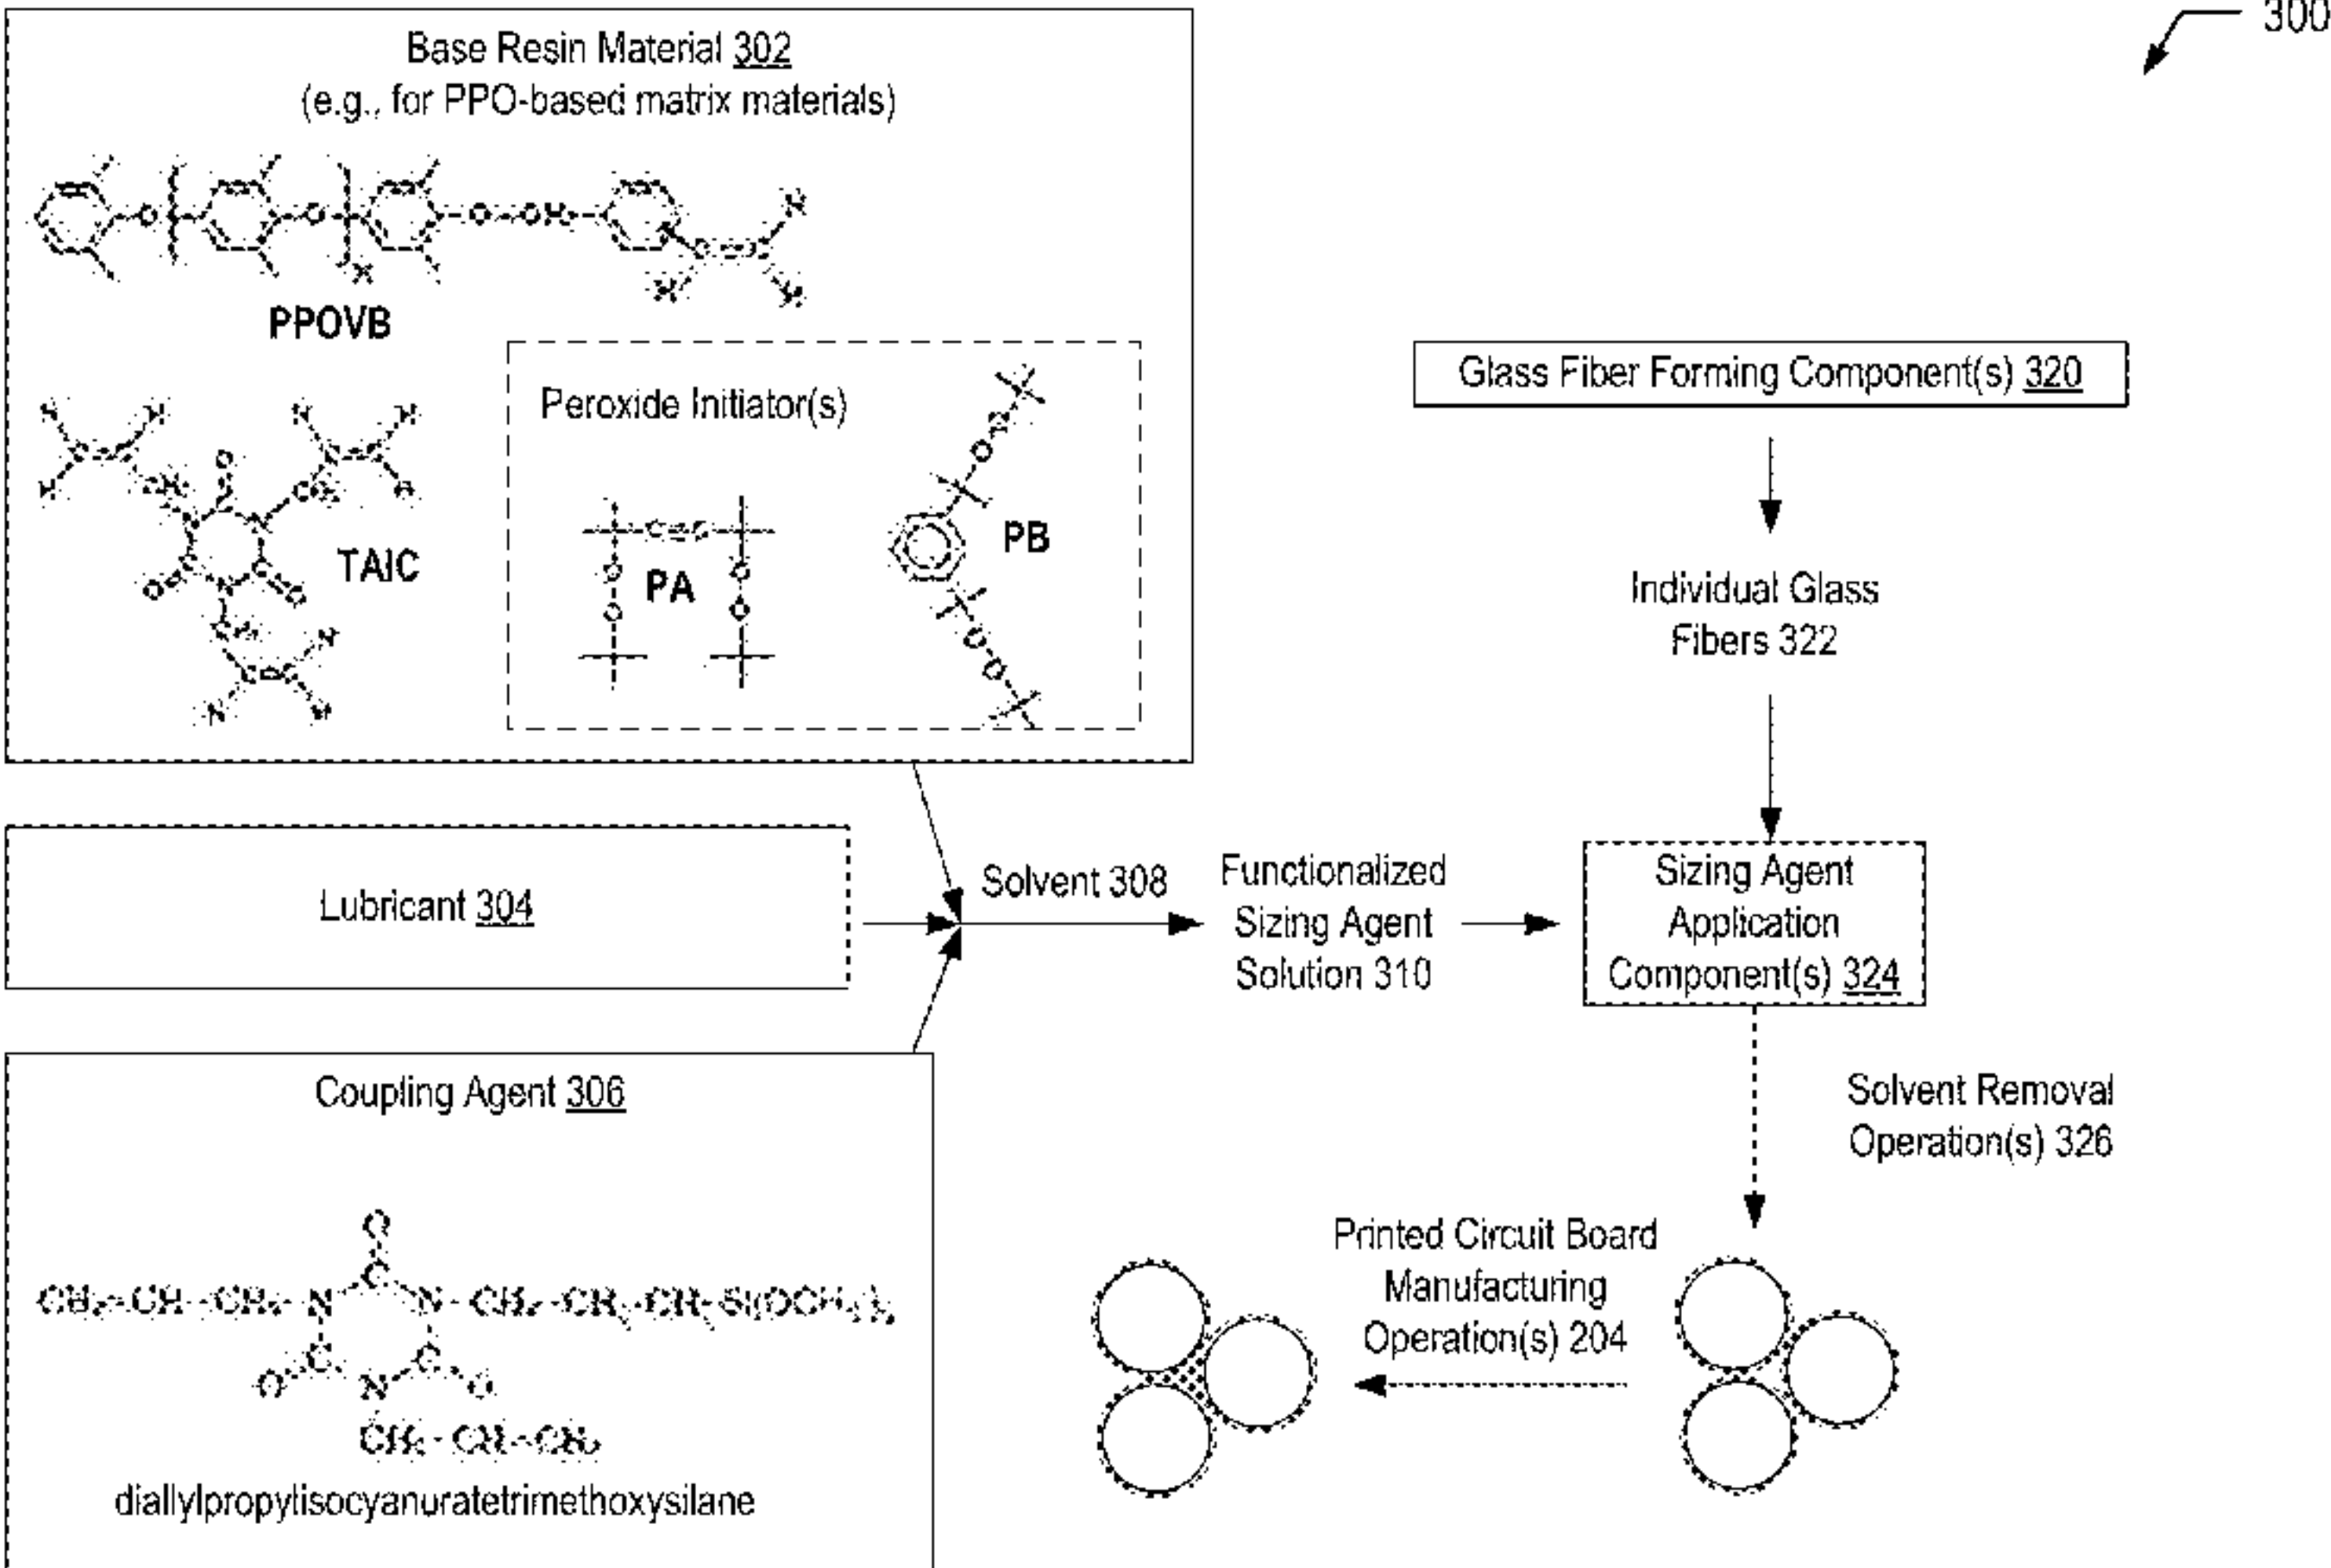 300
Base Resin Material 302
(e.g., for PPO-based matrix materials)
PPOVB
Peroxide Initiator(s)
TAIC
PA
PB
Glass Fiber Forming Component(s) 320
Individual Glass
Fibers 322
Lubricant 304
Solvent 308
Functionalized
Sizing Agent
Solution 310
Sizing Agent
Application
Component(s) 324
Coupling Agent 306
diallylpropylisocyanuratetrimethoxysilane
Solvent Removal
Operation(s) 326
Printed Circuit Board
Manufacturing
Operation(s) 204